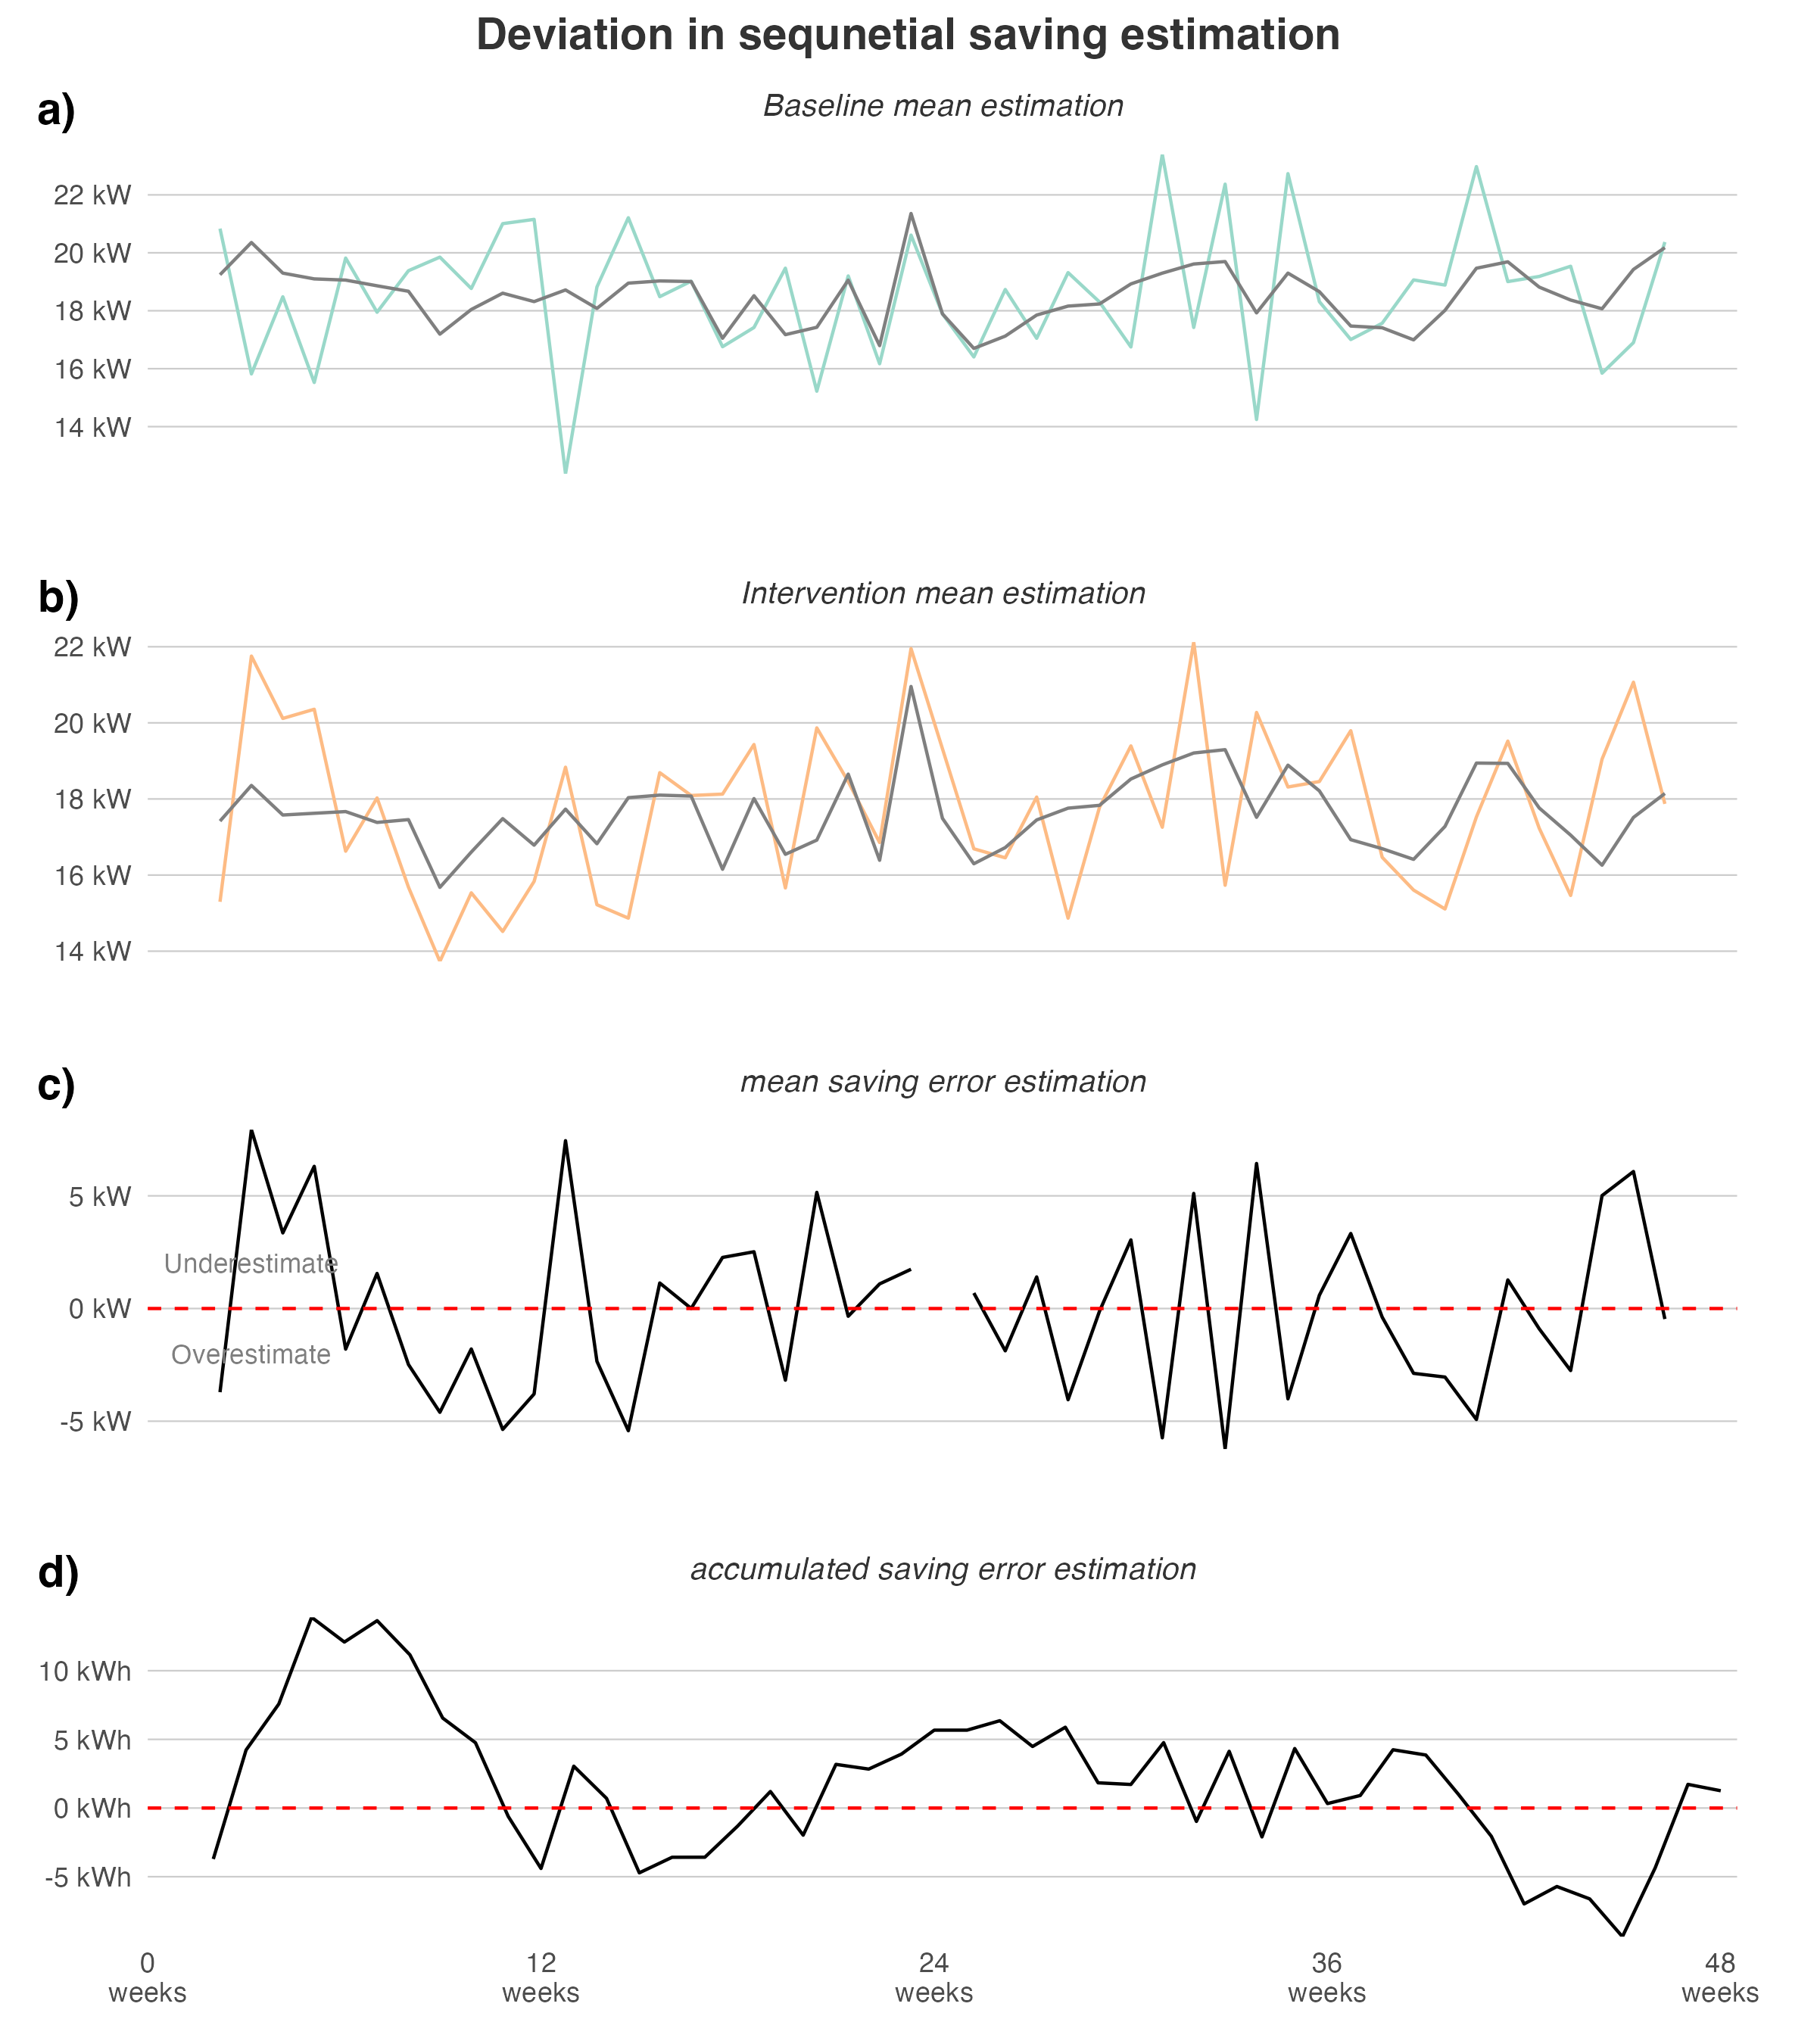 Deviation in sequnetial saving estimation
a)
Baseline mean estimation
22 kW
20 kW
18 kW
16 kW
14 kW
b)
Intervention mean estimation
22 kW
20 kW
18 kW
16 kW
14 kW
c)
mean saving error estimation
5 kW
Underestimate
0 kW
Overestimate
-5 kW
d)
accumulated saving error estimation
10 kWh
5 kWh
0 kWh
-5 kWh
0 weeks
12 weeks
24 weeks
36 weeks
48 weeks